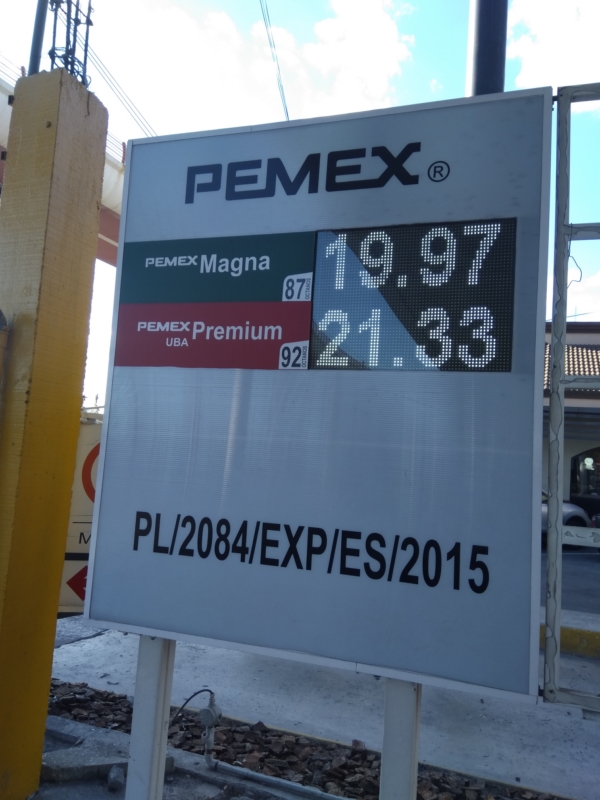 PEMEX®
PEMEX Magna 87 19.97
PEMEX Premium 21.33
UBA 92
PL/2084/EXP/ES/2015
M